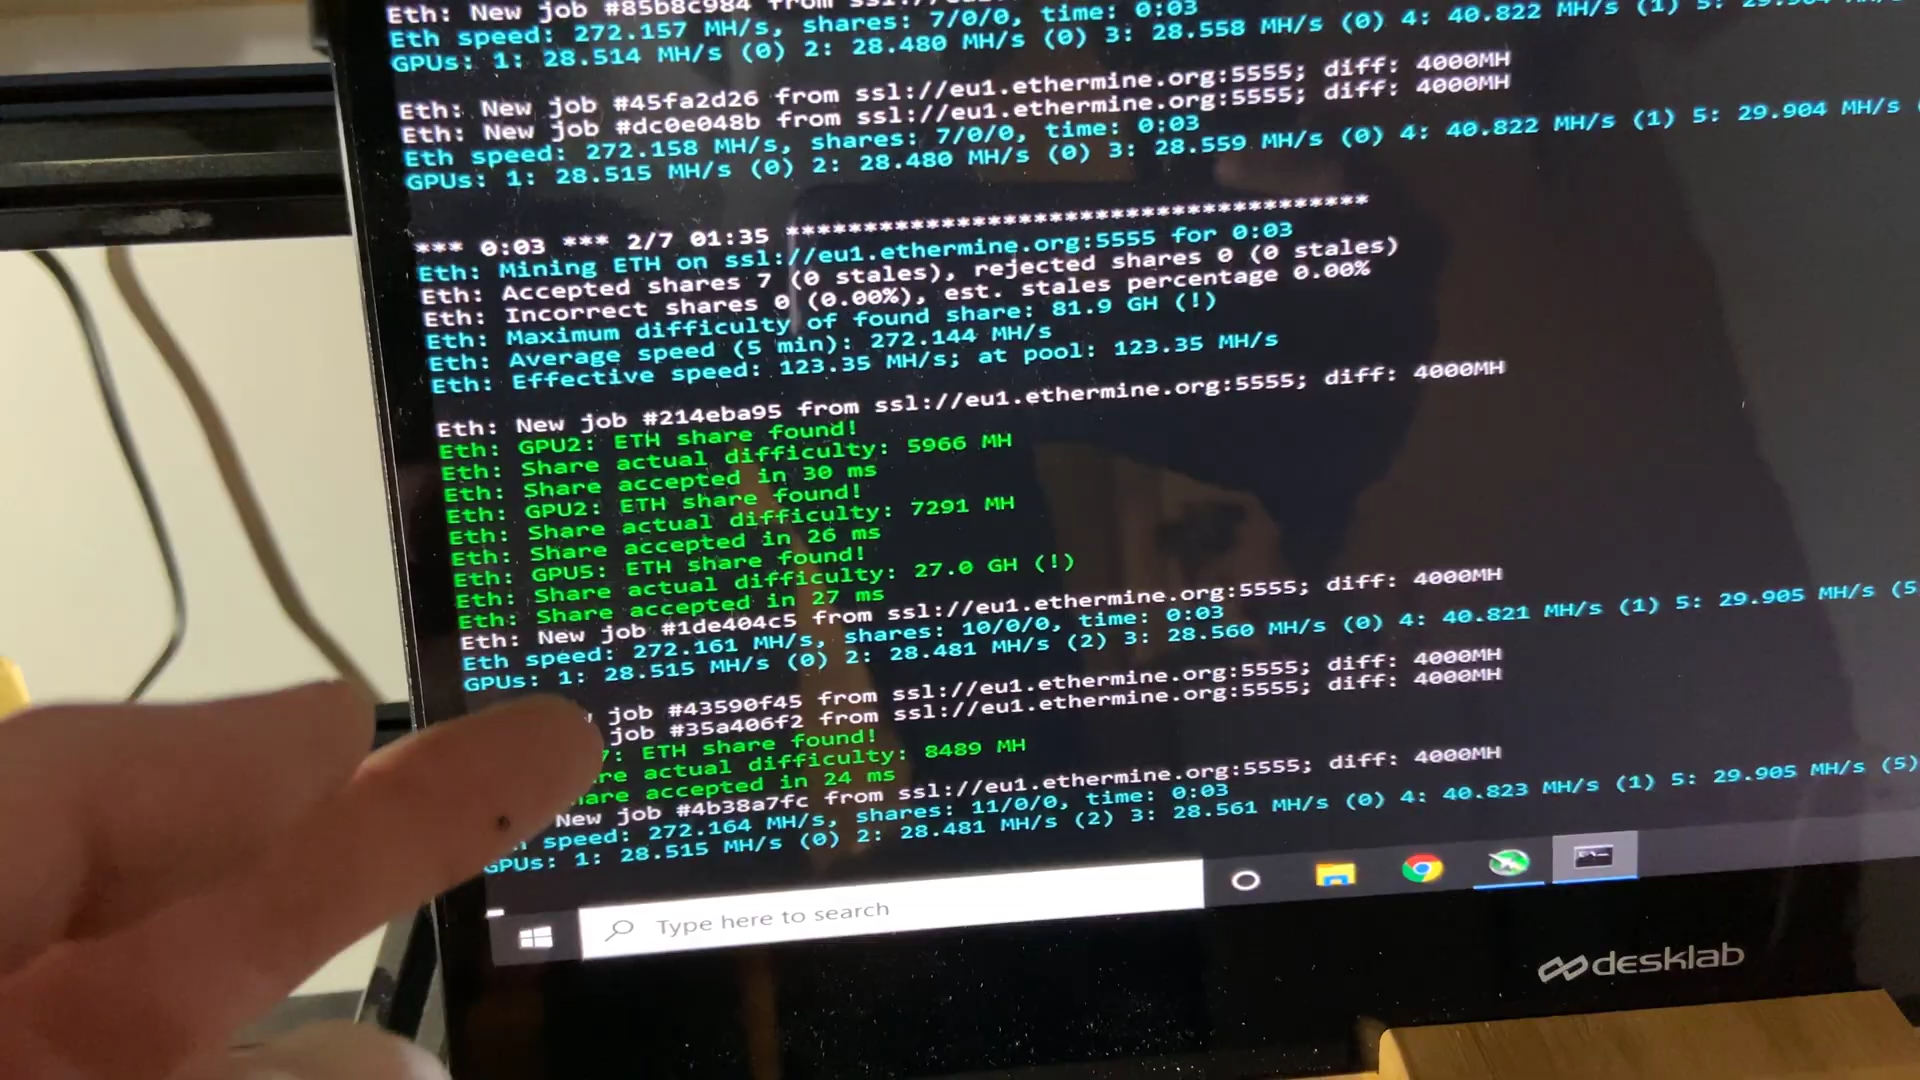 Eth: New job #85b8c984 from
Eth speed: 272.157 MH/s, shares: 7/0/0, time: 0:03
GPUs: 1: 28.514 MH/s (0) 2: 28.480 MH/s (0) 3: 28.558 MH/s (0) 4: 40.822 MH/s (1) 5:
Eth: New job #45fa2d26 from ssl://eu1.ethermine.org:5555; diff: 4000MH
Eth: New job #dc0e048b from ssl://eu1.ethermine.org:5555; diff: 4000MH
Eth speed: 272.158 MH/s, shares: 7/0/0, time: 0:03
GPUs: 1: 28.515 MH/s (0) 2: 28.480 MH/s (0) 3: 28.559 MH/s (0) 4: 40.822 MH/s (1) 5: 29.904 MH/s
*** 0:03 *** 2/7 01:35 **************************************
Eth: Mining ETH on ssl://eu1.ethermine.org:5555 for 0:03
Eth: Accepted shares 7 (0 stales), rejected shares 0 (0 stales)
Eth: Incorrect shares 0 (0.00%), est. stales percentage 0.00%
Eth: Maximum difficulty of found share: 81.9 GH (!)
Eth: Average speed (5 min): 272.144 MH/s
Eth: Effective speed: 123.35 MH/s; at pool: 123.35 MH/s
Eth: New job #214eba95 from ssl://eu1.ethermine.org:5555; diff: 4000MH
Eth: GPU2: ETH share found!
Eth: Share actual difficulty: 5966 MH
Eth: Share accepted in 30 ms
Eth: GPU2: ETH share found!
Eth: Share actual difficulty: 7291 MH
Eth: Share accepted in 26 ms
Eth: GPU5: ETH share found!
Eth: Share actual difficulty: 27.0 GH (!)
Eth: Share accepted in 27 ms
Eth: New job #1de404c5 from ssl://eu1.ethermine.org:5555; diff: 4000MH
Eth speed: 272.161 MH/s, shares: 10/0/0, time: 0:03
GPUs: 1: 28.515 MH/s (0) 2: 28.481 MH/s (2) 3: 28.560 MH/s (0) 4: 40.821 MH/s (1) 5: 29.905 MH/s (5
job #43590f45 from ssl://eu1.ethermine.org:5555; diff: 4000MH
job #35a406f2 from ssl://eu1.ethermine.org:5555; diff: 4000MH
7: ETH share found!
re actual difficulty: 8489 MH
hare accepted in 24 ms
New job #4b38a7fc from ssl://eu1.ethermine.org:5555; diff: 4000MH
speed: 272.164 MH/s, shares: 11/0/0, time: 0:03
GPUs: 1: 28.515 MH/s (0) 2: 28.481 MH/s (2) 3: 28.561 MH/s (0) 4: 40.823 MH/s (1) 5: 29.905 MH/s (5)
Type here to search
desklab